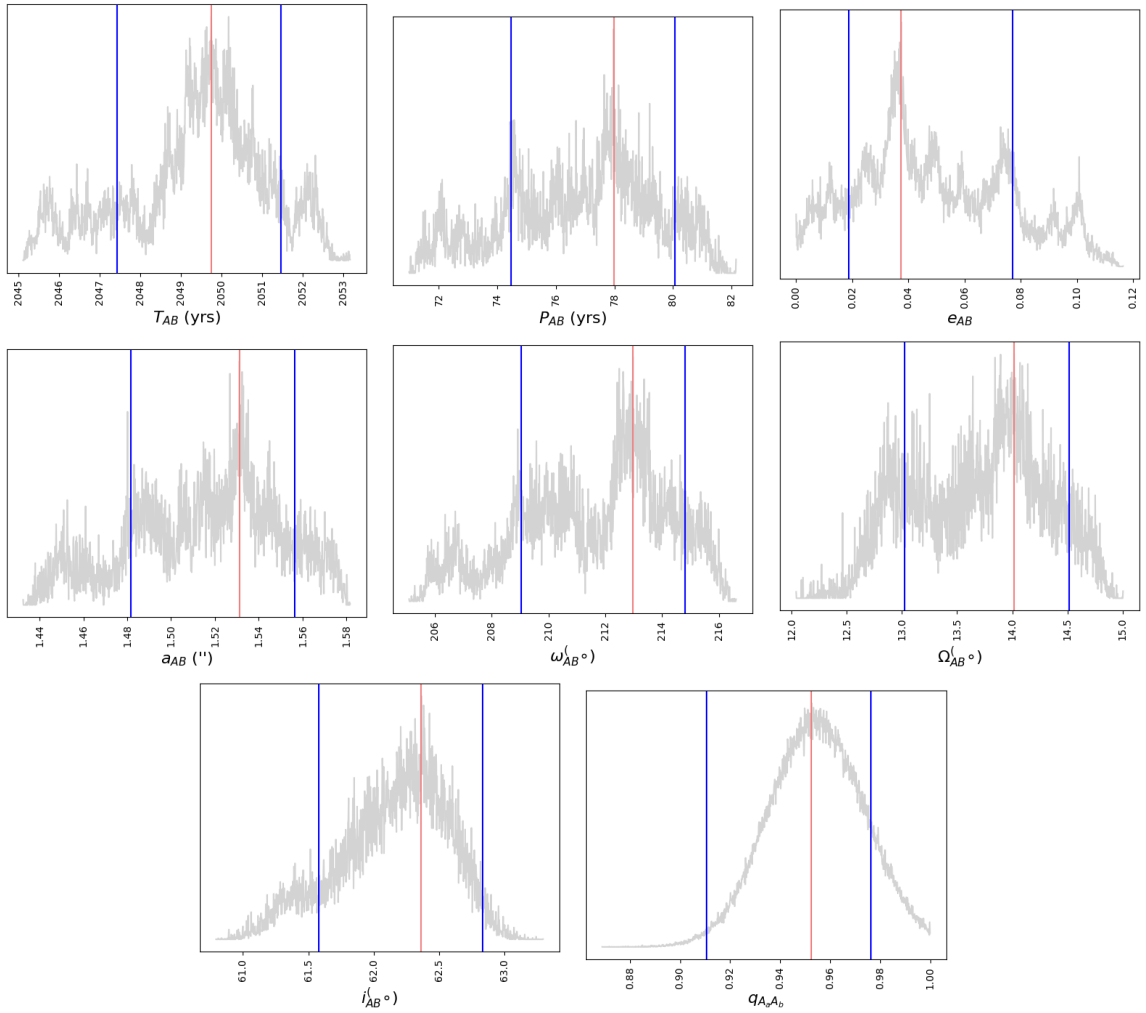 2045 2046 2047 2048 2049 2050 2051 2052 2053
T_AB (yrs)
72 74 76 78 80 82
P_AB (yrs)
0.00 0.02 0.04 0.06 0.08 0.10 0.12
e_AB
1.44 1.46 1.48 1.50 1.52 1.54 1.56 1.58
a_AB ('')
206 208 210 212 214 216
ω_AB^(∘)
12.0 12.5 13.0 13.5 14.0 14.5 15.0
Ω_AB^(∘)
61.0 61.5 62.0 62.5 63.0
i_AB^(∘)
0.88 0.90 0.92 0.94 0.96 0.98 1.00
q_A_aA_b